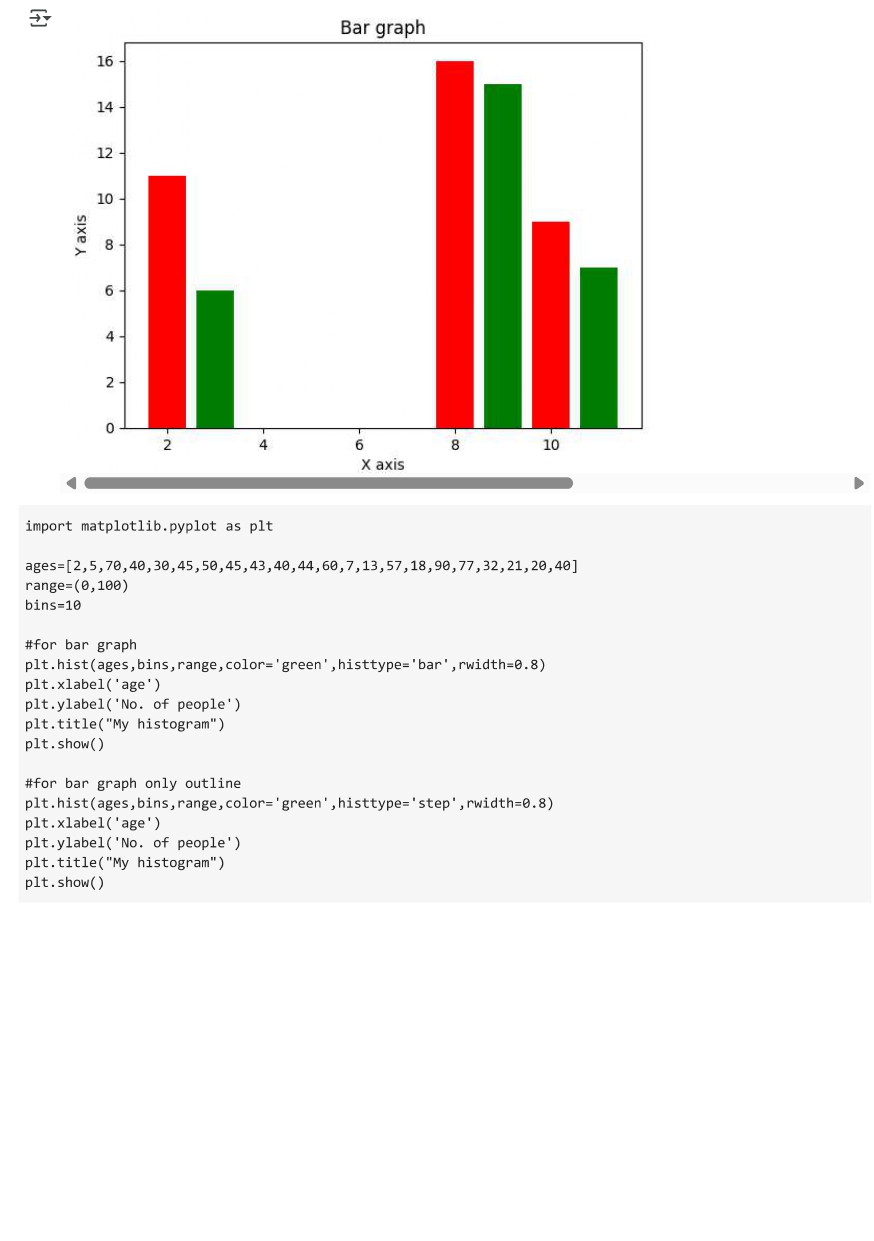 Bar graph
16
14
12
10
8
6
4
2
0
Y axis
2 4 6 8 10
X axis
import matplotlib.pyplot as plt
ages=[2,5,70,40,30,45,50,45,43,40,44,60,7,13,57,18,90,77,32,21,20,40]
range=(0,100)
bins=10
#for bar graph
plt.hist(ages,bins,range,color='green',histtype='bar',rwidth=0.8)
plt.xlabel('age')
plt.ylabel('No. of people')
plt.title("My histogram")
plt.show()
#for bar graph only outline
plt.hist(ages,bins,range,color='green',histtype='step',rwidth=0.8)
plt.xlabel('age')
plt.ylabel('No. of people')
plt.title("My histogram")
plt.show()